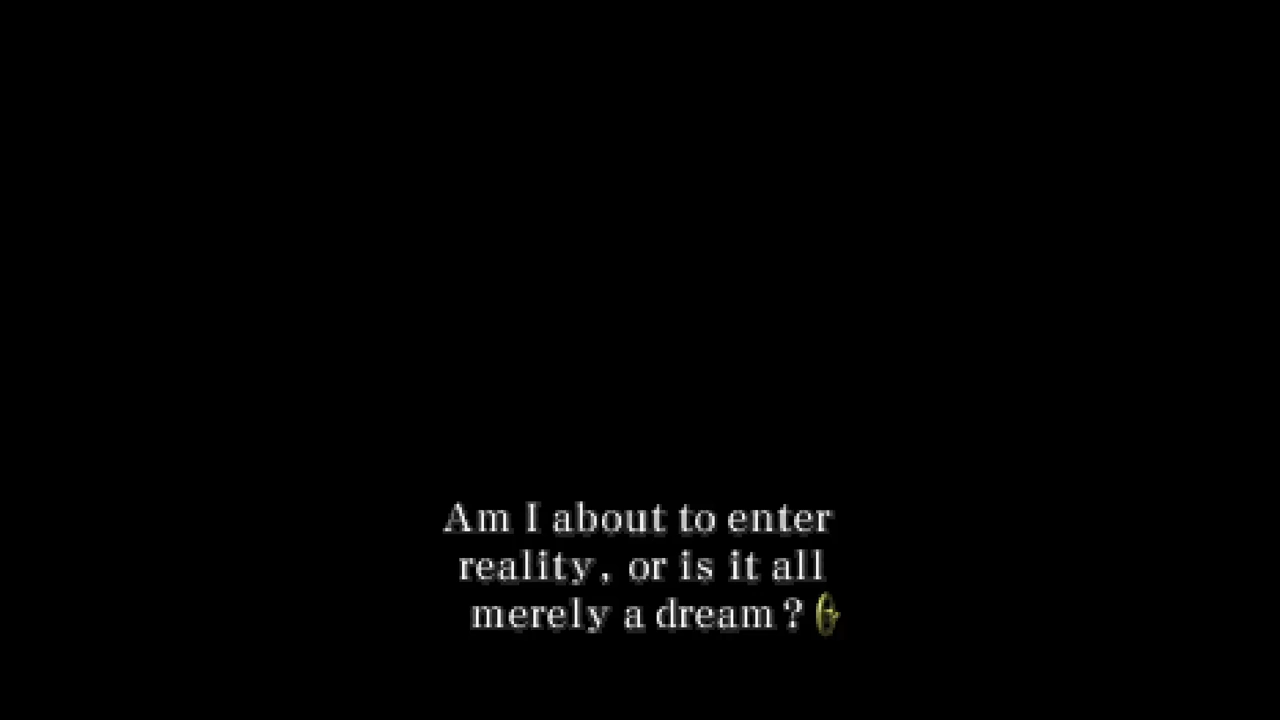 Am I about to enter
reality, or is it all
merely a dream?